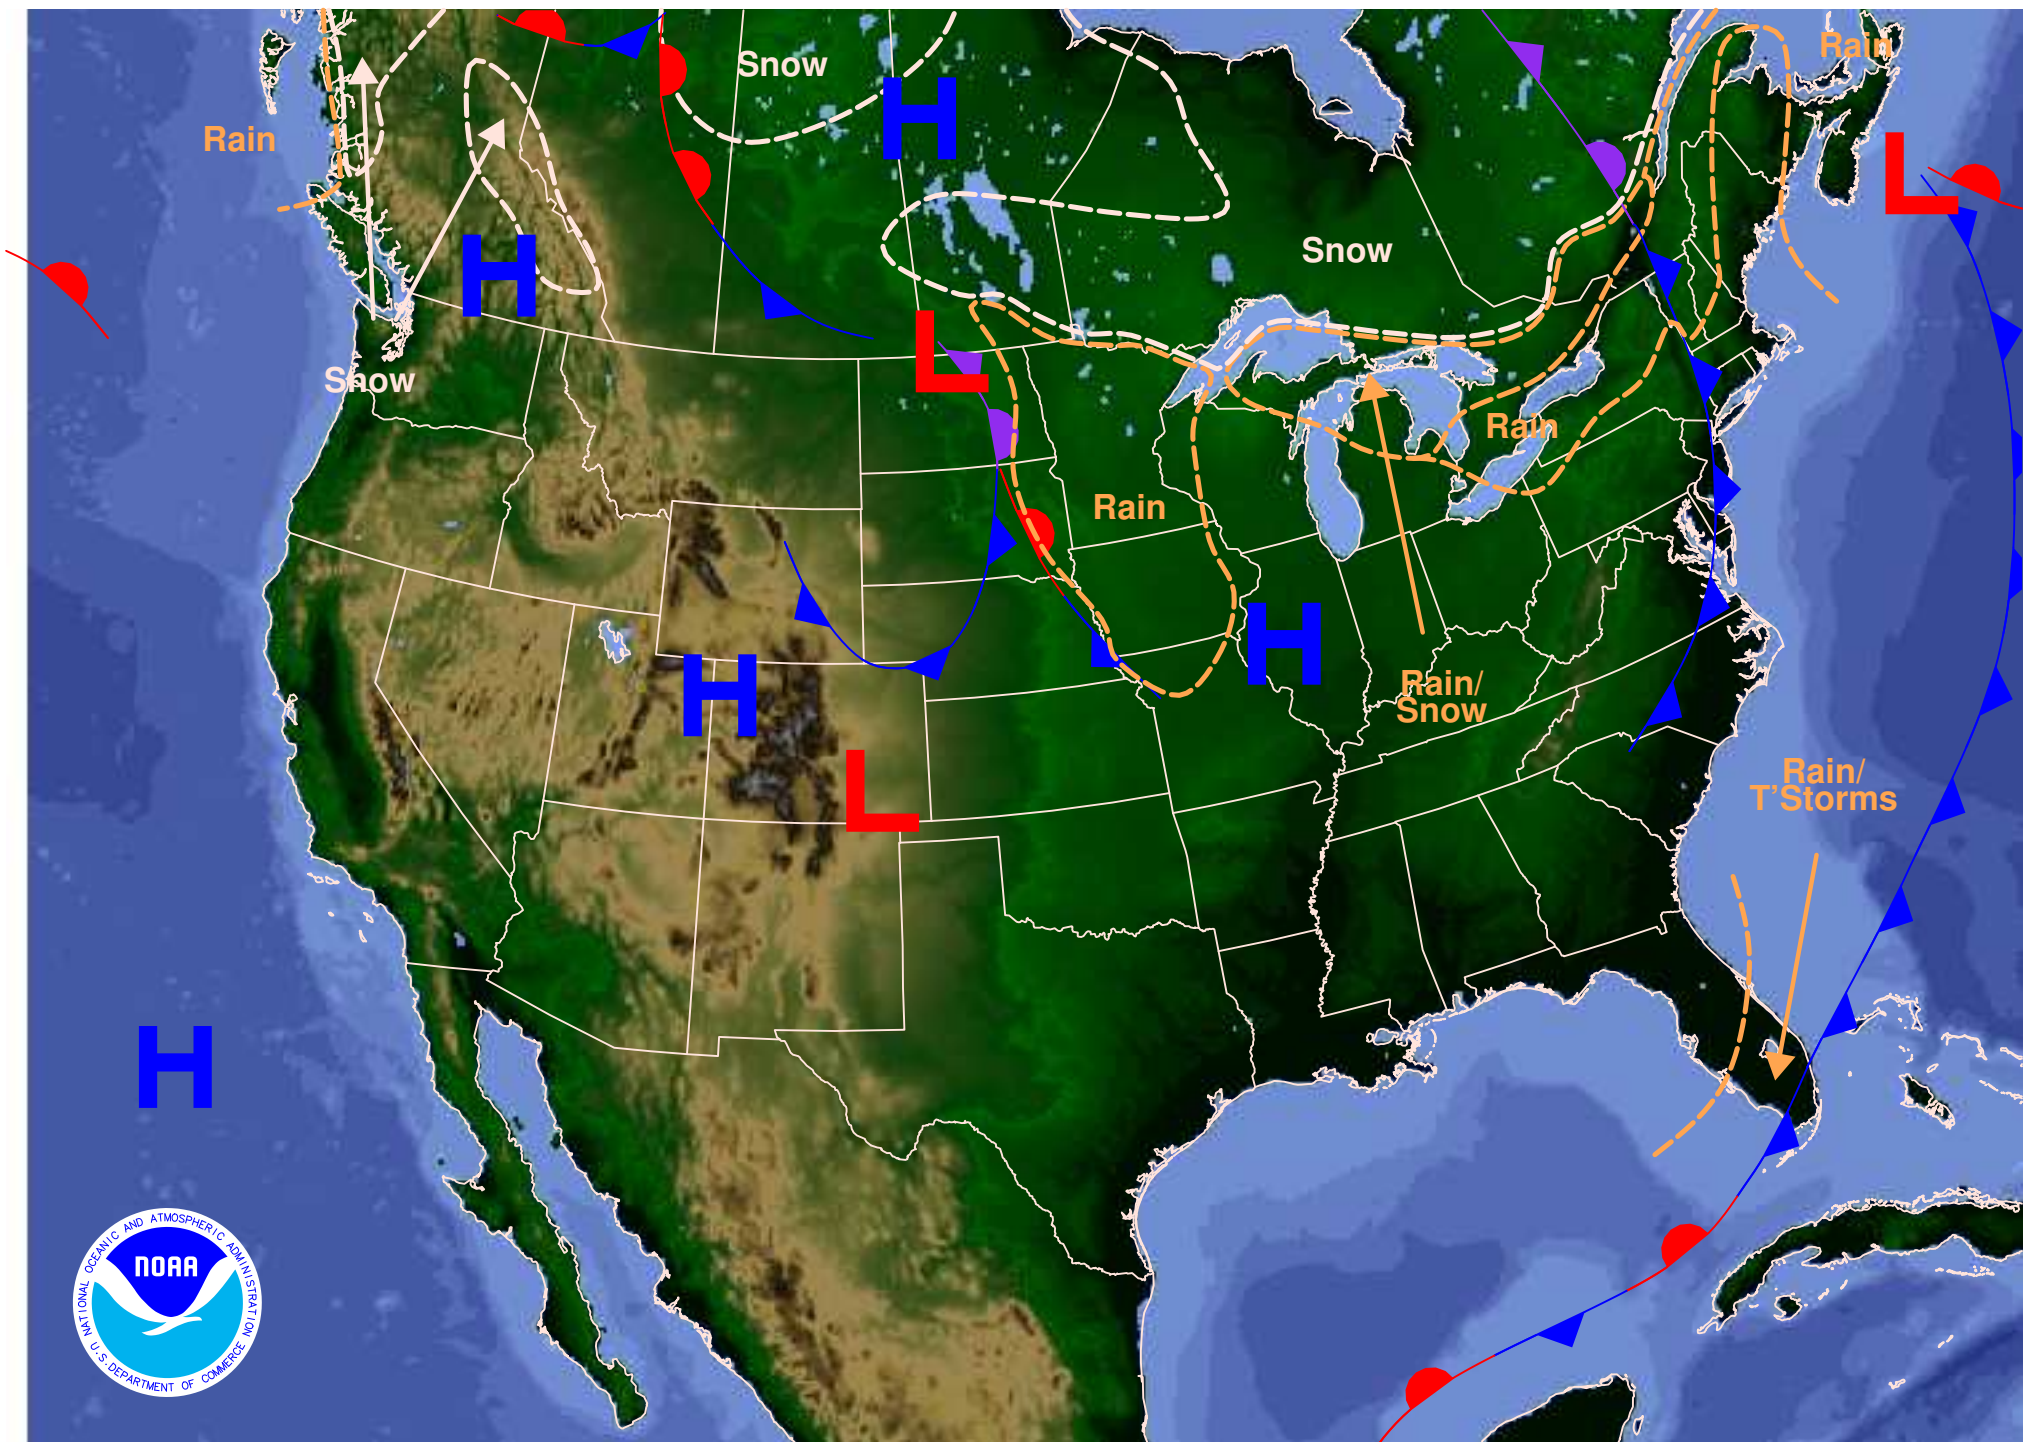 Rain
Snow
H
Rain
H
L
Snow
H
L
Snow
Rain
Rain
H
Rain/
Snow
H
L
Rain/
T'Storms
H
NATIONAL OCEANIC AND ATMOSPHERIC ADMINISTRATION
NOAA
U.S. DEPARTMENT OF COMMERCE